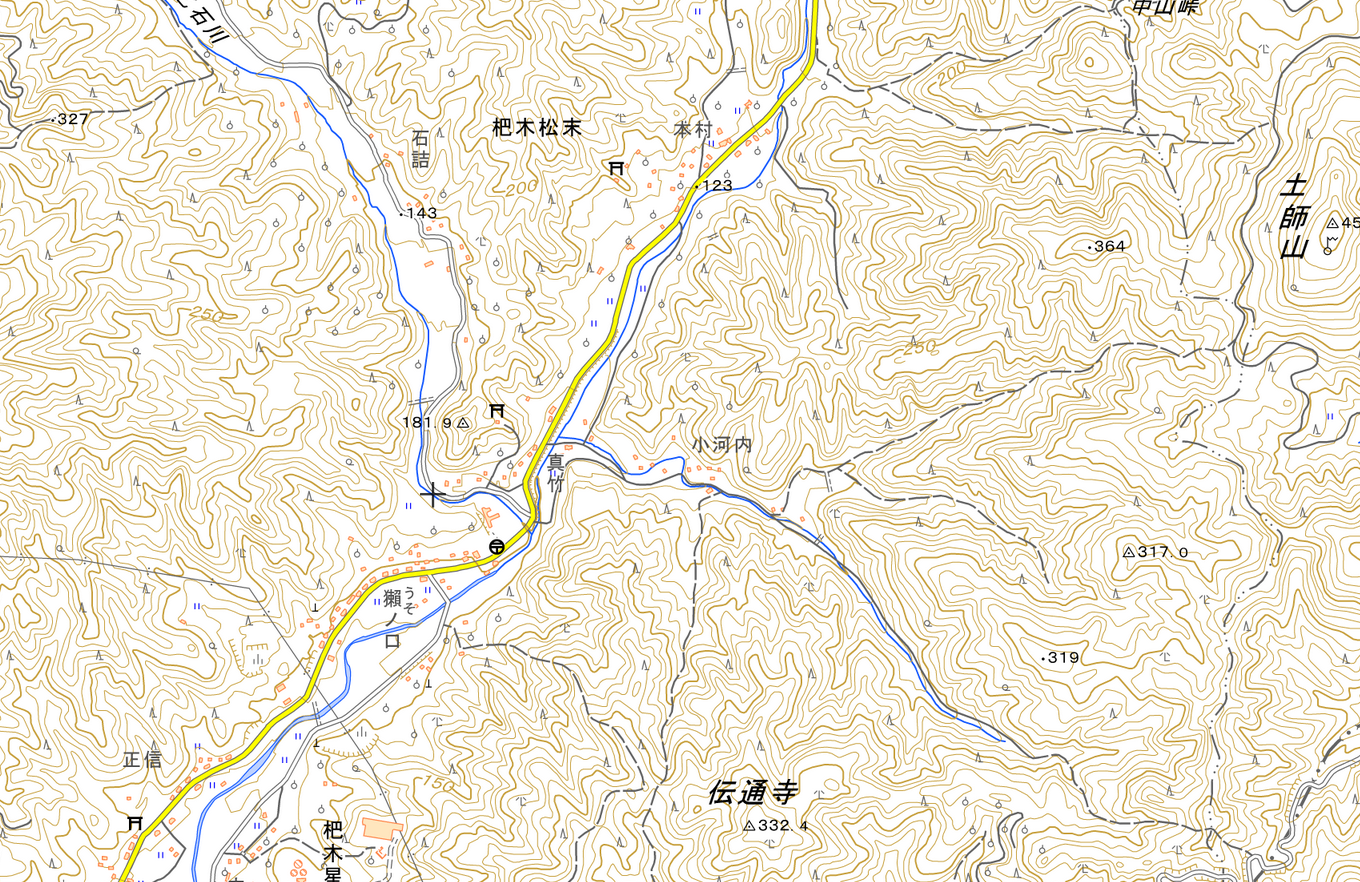 石川
中山峠
200
327
杷木松末
本村
石詰
123
200
143
土師山
364
45
250
250
181.9
小河内
真竹
317.0
獺ノ口
うそ
319
正信
150
伝通寺
332.4
杷木星